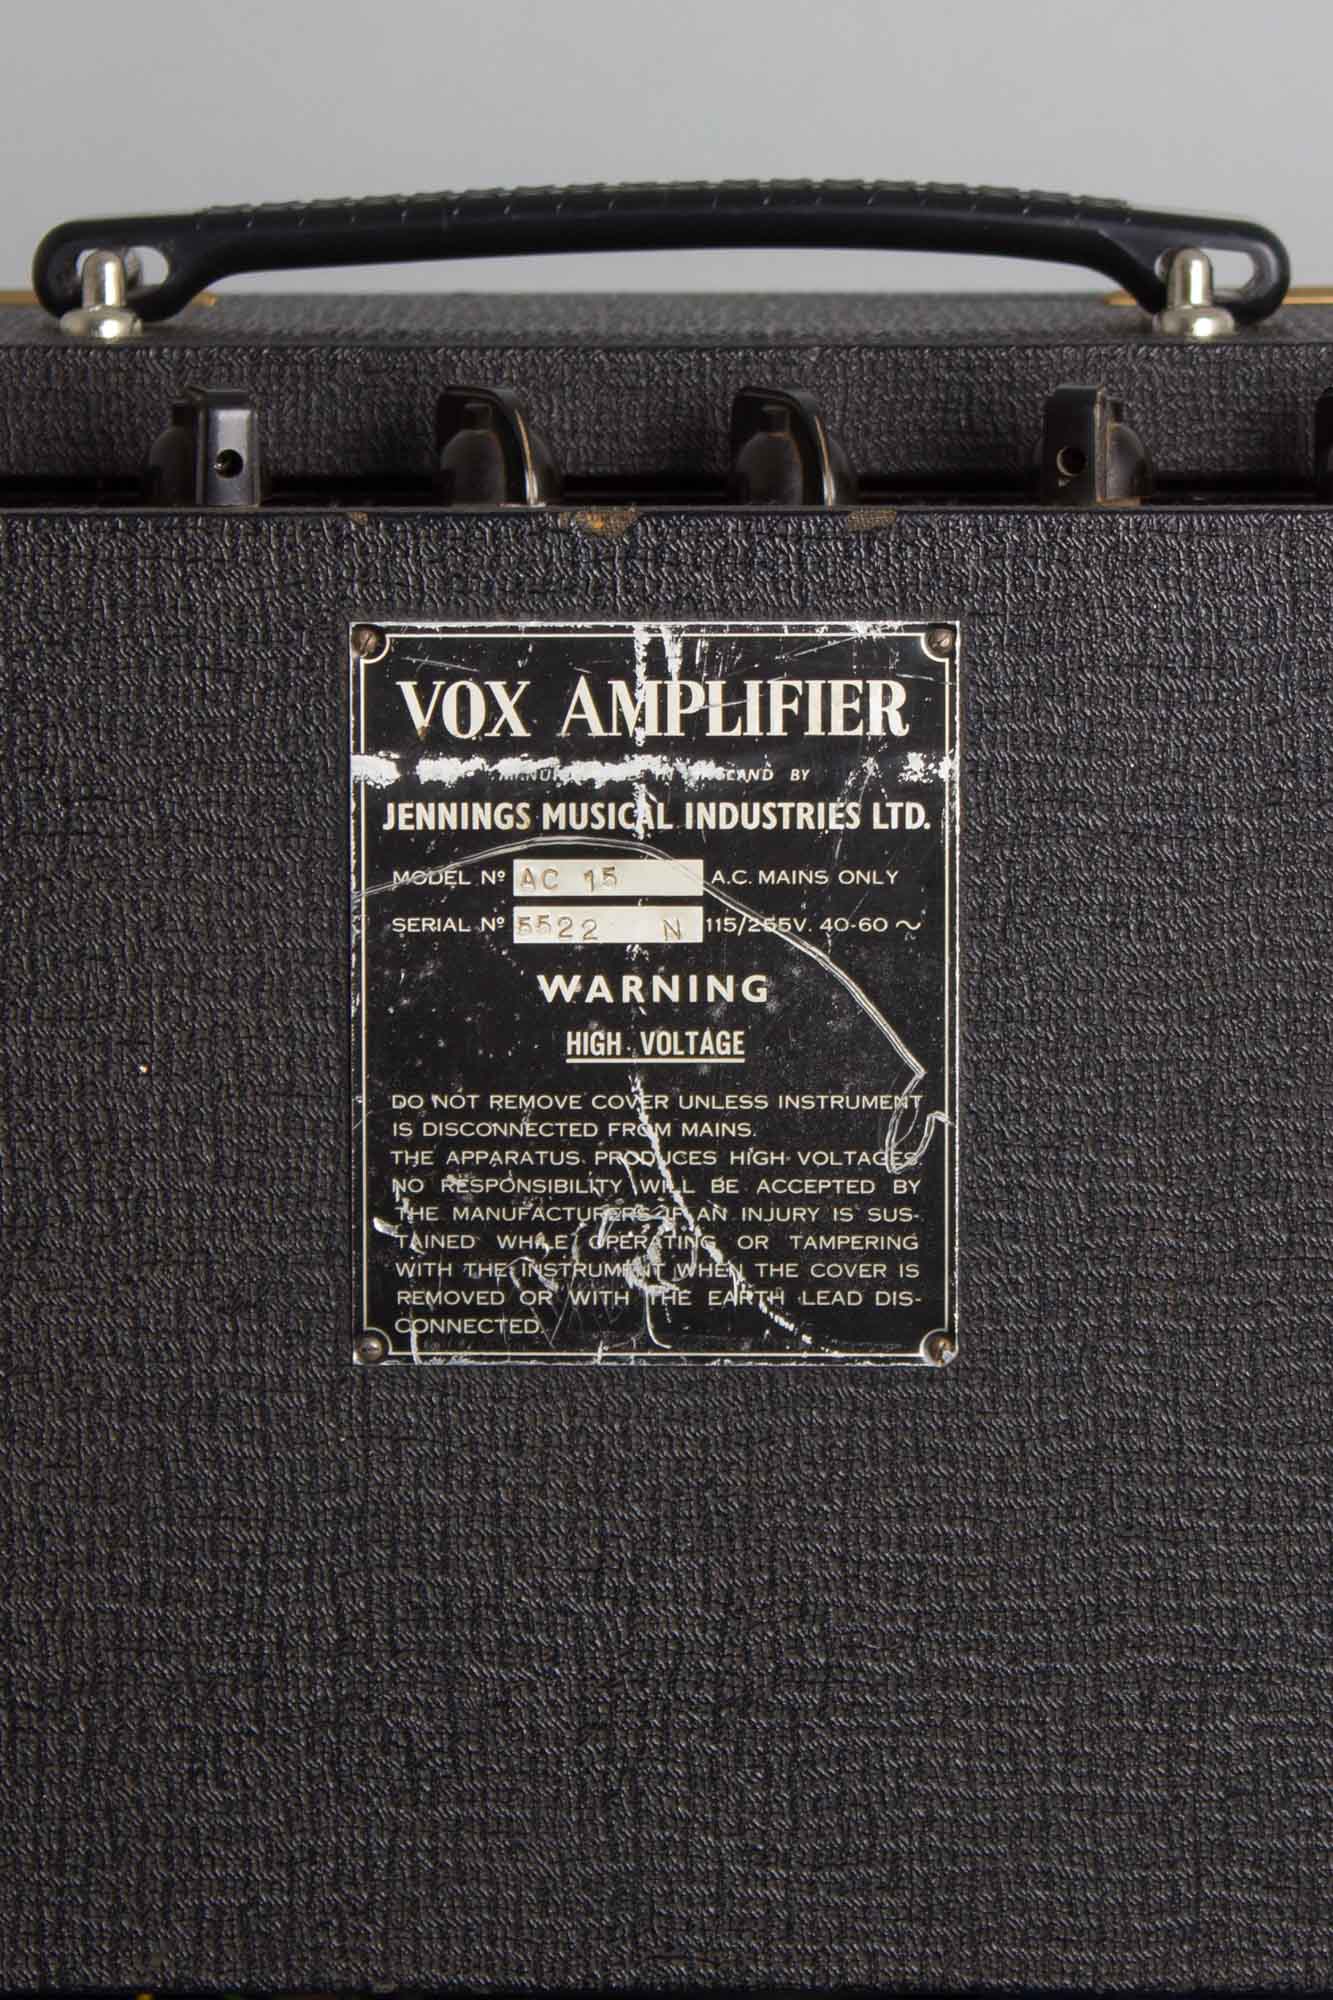 VOX AMPLIFIER
IN ENGLAND BY
JENNINGS MUSICAL INDUSTRIES LTD.
MODEL Nº AC 15 A.C. MAINS ONLY
SERIAL Nº 5522 N 115/255V. 40-60 ~
WARNING
HIGH VOLTAGE
DO NOT REMOVE COVER UNLESS INSTRUMENT
IS DISCONNECTED FROM MAINS.
THE APPARATUS PRODUCES HIGH VOLTAGES.
NO RESPONSIBILITY WILL BE ACCEPTED BY
THE MANUFACTURERS IF AN INJURY IS SUS-
TAINED WHILE OPERATING OR TAMPERING
WITH THE INSTRUMENT WHEN THE COVER IS
REMOVED OR WITH THE EARTH LEAD DIS-
CONNECTED.